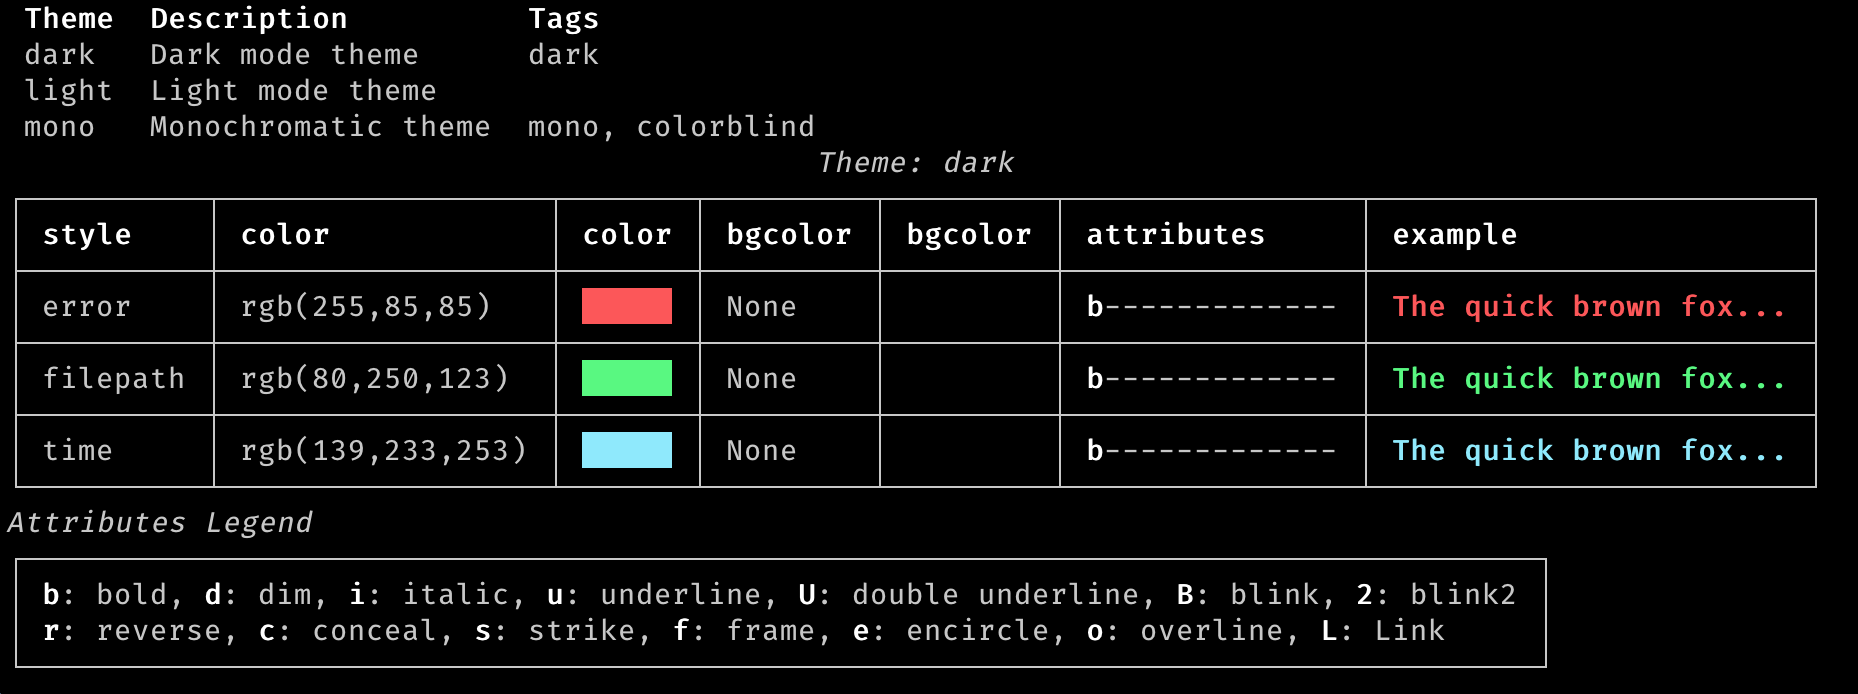 Theme Description Tags
dark Dark mode theme dark
light Light mode theme
mono Monochromatic theme mono, colorblind
Theme: dark
style color color bgcolor bgcolor attributes example
error rgb(255,85,85) None b------------- The quick brown fox...
filepath rgb(80,250,123) None b------------- The quick brown fox...
time rgb(139,233,253) None b------------- The quick brown fox...
Attributes Legend
b: bold, d: dim, i: italic, u: underline, U: double underline, B: blink, 2: blink2
r: reverse, c: conceal, s: strike, f: frame, e: encircle, o: overline, L: Link